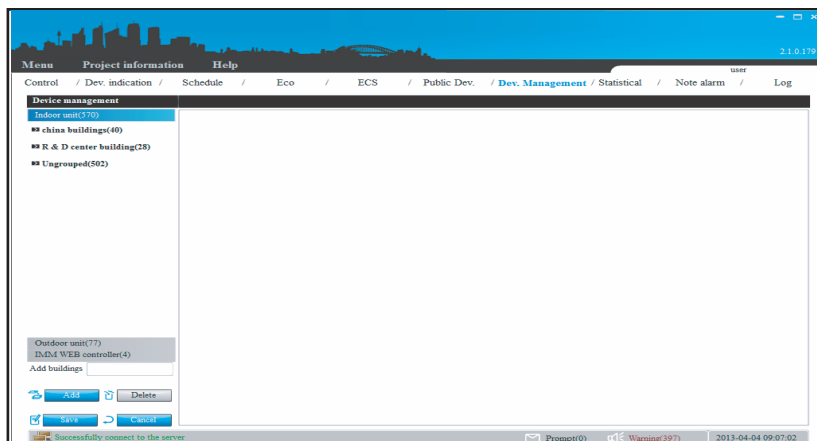 2.1.0.179
Menu Project information Help
user
Control / Dev. indication / Schedule / Eco / ECS / Public Dev. / Dev. Management / Statistical / Note alarm / Log
Device management
Indoor unit(570)
china buildings(40)
R & D center building(28)
Ungrouped(502)
Outdoor unit(77)
IMM WEB controller(4)
Add buildings
Add Delete
Save Cancel
Successfully connect to the server Prompt(0) Warning(397) 2013-04-04 09:07:02